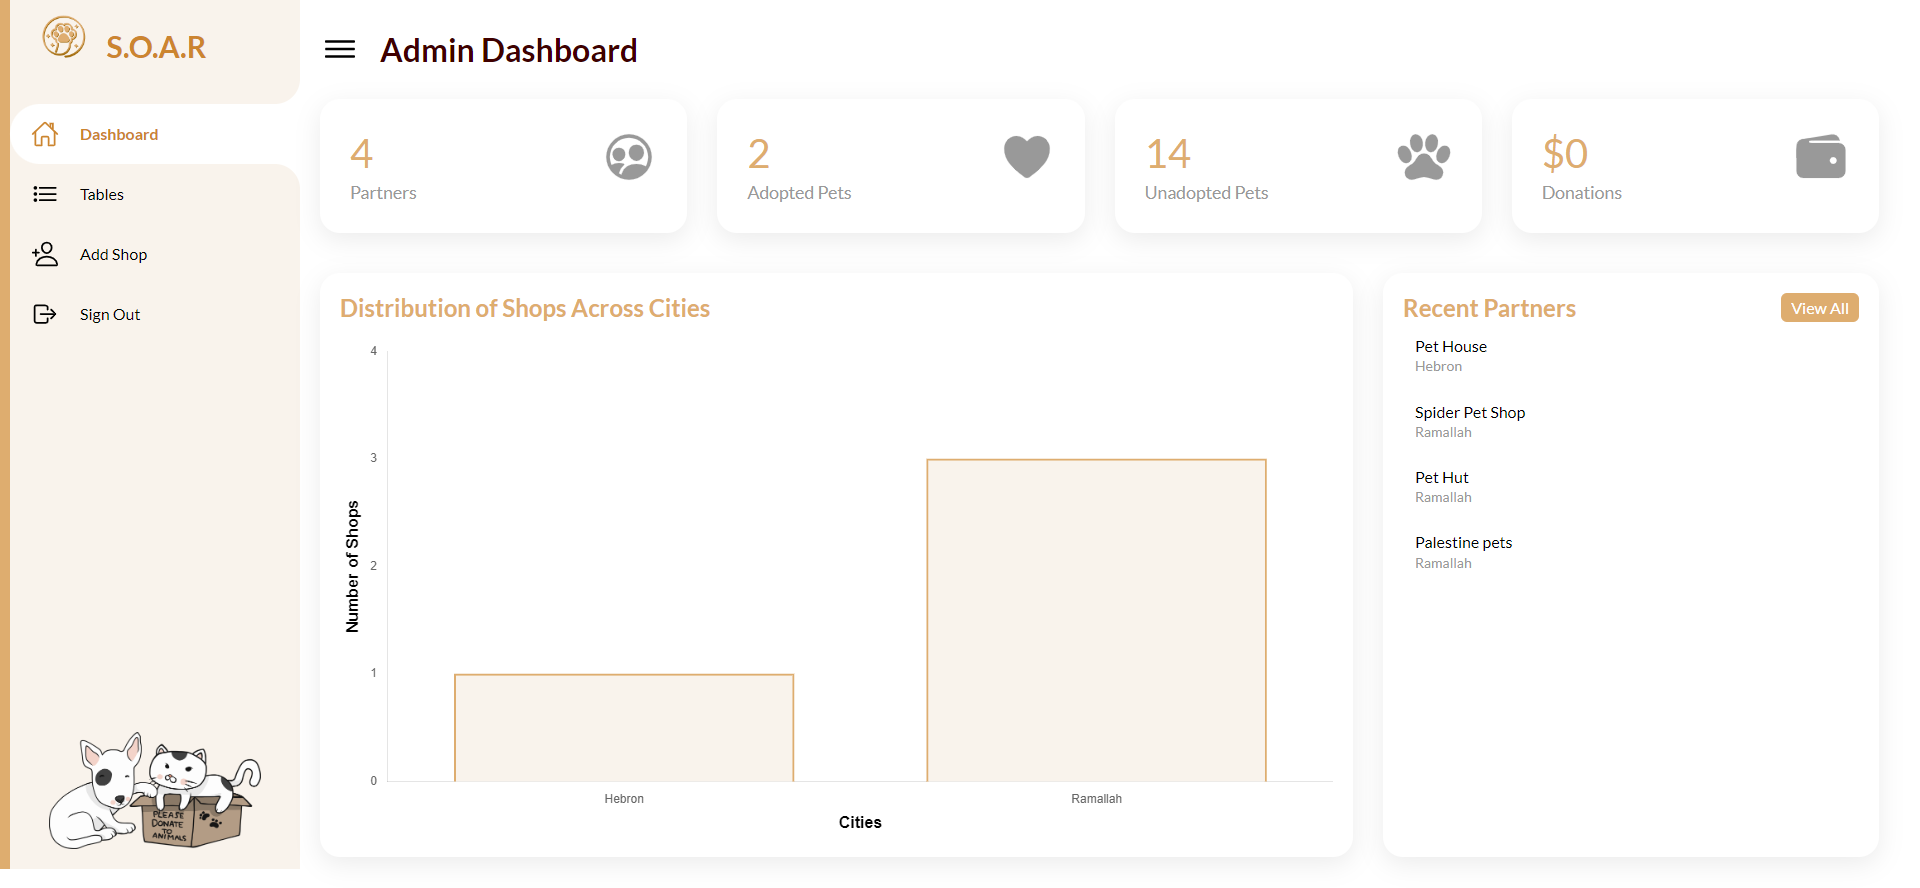 S.O.A.R
Dashboard
Tables
Add Shop
Sign Out
PLEASE
DONATE
TO
ANIMALS
Admin Dashboard
4
Partners
2
Adopted Pets
14
Unadopted Pets
$0
Donations
Distribution of Shops Across Cities
4
3
2
1
0
Number of Shops
Hebron
Ramallah
Cities
Recent Partners
View All
Pet House
Hebron
Spider Pet Shop
Ramallah
Pet Hut
Ramallah
Palestine pets
Ramallah